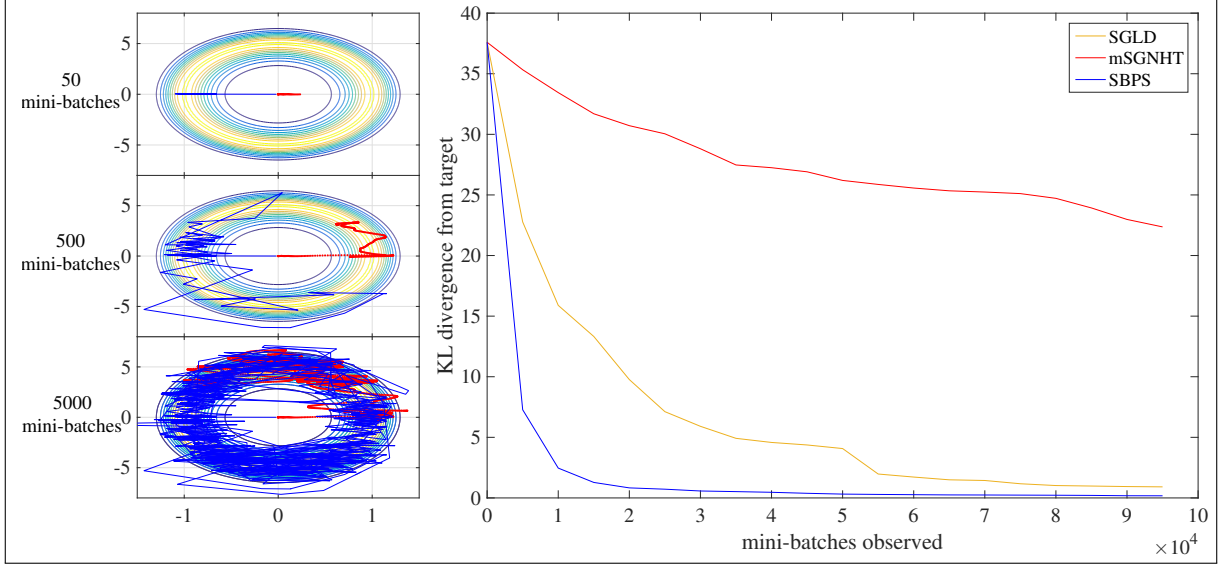 50
mini-batches
5
0
-5
500
mini-batches
5
0
-5
5000
mini-batches
5
0
-5
-1 0 1
KL divergence from target
40
35
30
25
20
15
10
5
0
SGLD
mSGNHT
SBPS
0 1 2 3 4 5 6 7 8 9 10
mini-batches observed
×10⁴